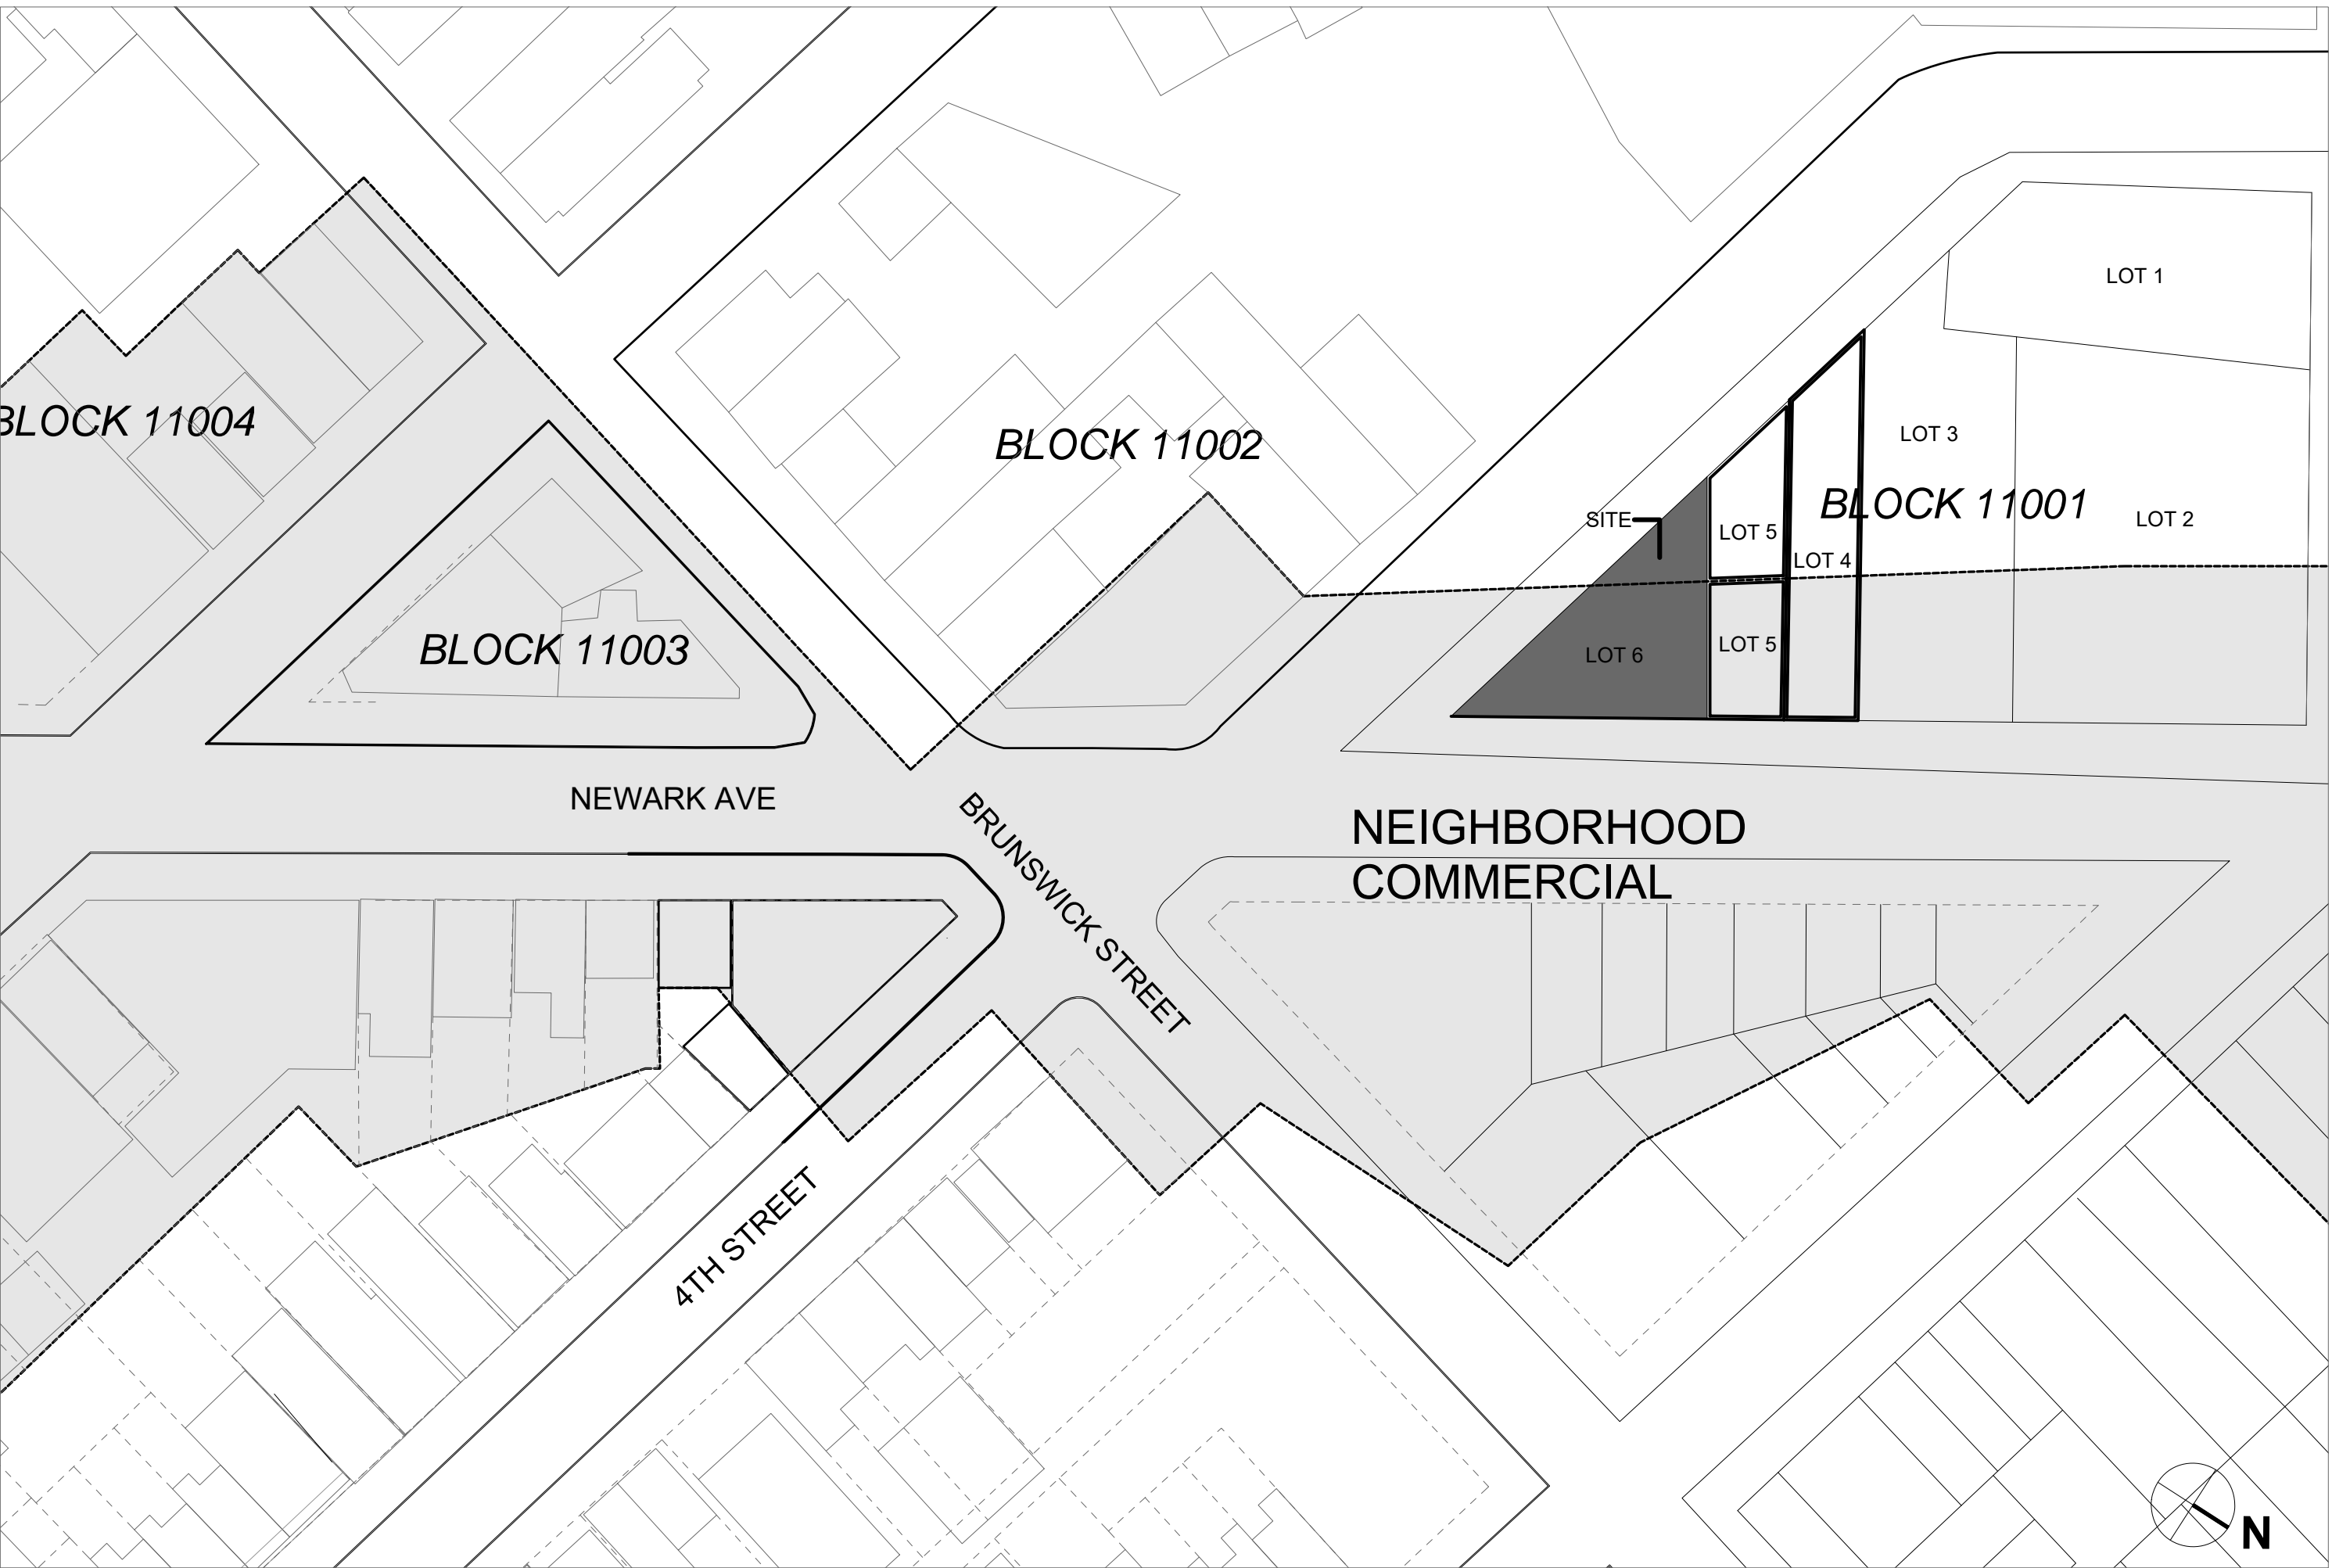 LOT 1
BLOCK 11004
BLOCK 11002
LOT 3
BLOCK 11001
SITE
LOT 5
LOT 2
LOT 4
BLOCK 11003
LOT 6
LOT 5
NEWARK AVE
BRUNSWICK STREET
NEIGHBORHOOD
COMMERCIAL
4TH STREET
N